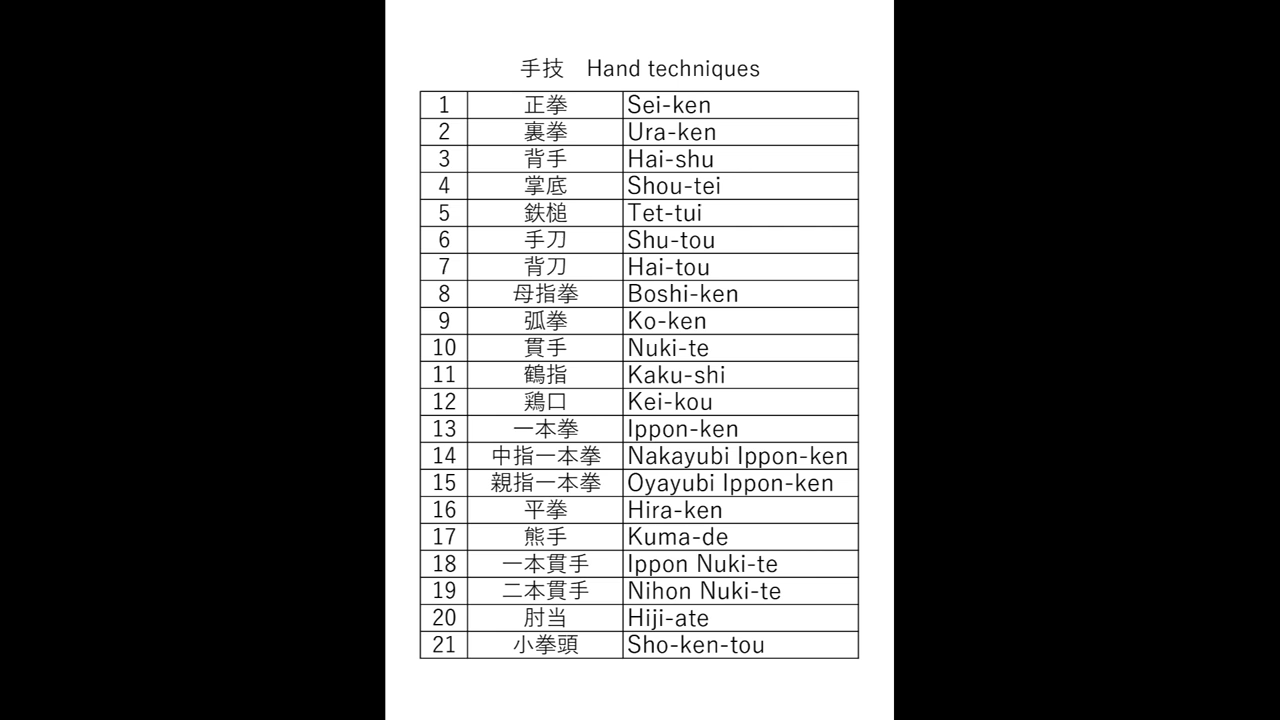 手技　Hand techniques
1 正拳 Sei-ken
2 裏拳 Ura-ken
3 背手 Hai-shu
4 掌底 Shou-tei
5 鉄槌 Tet-tui
6 手刀 Shu-tou
7 背刀 Hai-tou
8 母指拳 Boshi-ken
9 弧拳 Ko-ken
10 貫手 Nuki-te
11 鶴指 Kaku-shi
12 鶏口 Kei-kou
13 一本拳 Ippon-ken
14 中指一本拳 Nakayubi Ippon-ken
15 親指一本拳 Oyayubi Ippon-ken
16 平拳 Hira-ken
17 熊手 Kuma-de
18 一本貫手 Ippon Nuki-te
19 二本貫手 Nihon Nuki-te
20 肘当 Hiji-ate
21 小拳頭 Sho-ken-tou